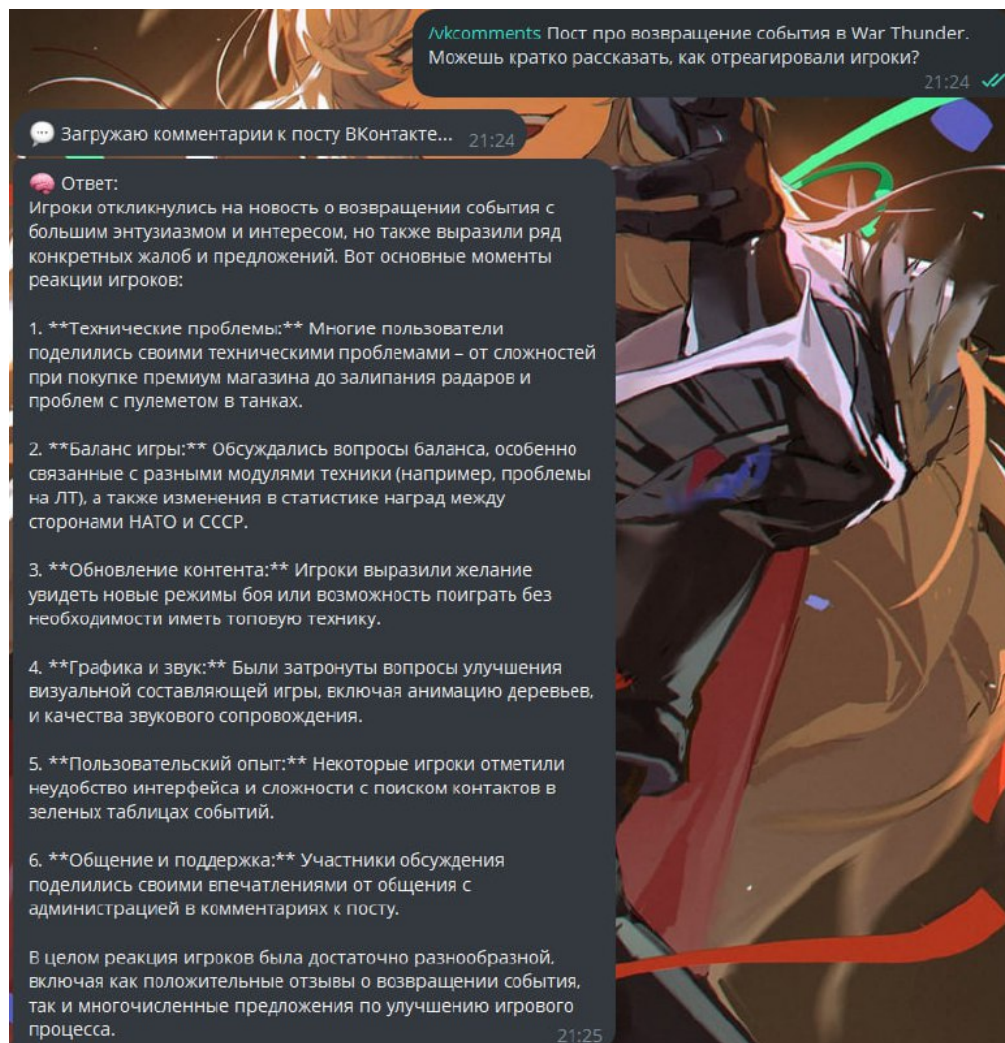 /vkcomments Пост про возвращение события в War Thunder.
Можешь кратко рассказать, как отреагировали игроки?
21:24
Загружаю комментарии к посту ВКонтакте... 21:24
Ответ:
Игроки откликнулись на новость о возвращении события с
большим энтузиазмом и интересом, но также выразили ряд
конкретных жалоб и предложений. Вот основные моменты
реакции игроков:
1. **Технические проблемы:** Многие пользователи
поделились своими техническими проблемами – от сложностей
при покупке премиум магазина до залипания радаров и
проблем с пулеметом в танках.
2. **Баланс игры:** Обсуждались вопросы баланса, особенно
связанные с разными модулями техники (например, проблемы
на ЛТ), а также изменения в статистике наград между
сторонами НАТО и СССР.
3. **Обновление контента:** Игроки выразили желание
увидеть новые режимы боя или возможность поиграть без
необходимости иметь топовую технику.
4. **Графика и звук:** Были затронуты вопросы улучшения
визуальной составляющей игры, включая анимацию деревьев,
и качества звукового сопровождения.
5. **Пользовательский опыт:** Некоторые игроки отметили
неудобство интерфейса и сложности с поиском контактов в
зеленых таблицах событий.
6. **Общение и поддержка:** Участники обсуждения
поделились своими впечатлениями от общения с
администрацией в комментариях к посту.
В целом реакция игроков была достаточно разнообразной,
включая как положительные отзывы о возвращении события,
так и многочисленные предложения по улучшению игрового
процесса.
21:25